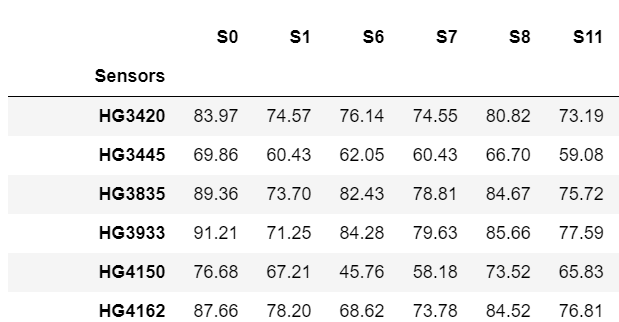 S0 S1 S6 S7 S8 S11
Sensors
HG3420 83.97 74.57 76.14 74.55 80.82 73.19
HG3445 69.86 60.43 62.05 60.43 66.70 59.08
HG3835 89.36 73.70 82.43 78.81 84.67 75.72
HG3933 91.21 71.25 84.28 79.63 85.66 77.59
HG4150 76.68 67.21 45.76 58.18 73.52 65.83
HG4162 87.66 78.20 68.62 73.78 84.52 76.81